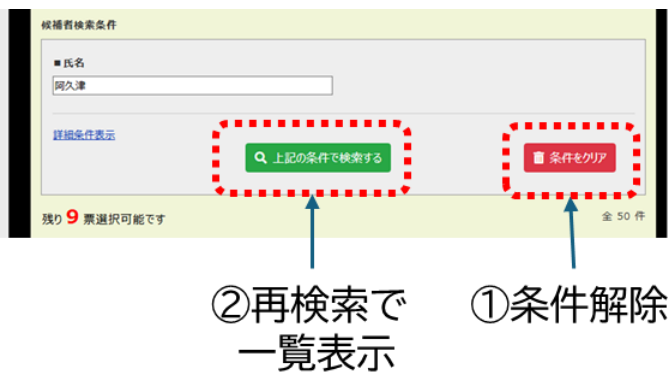 候補者検索条件
■ 氏名
阿久津
詳細条件表示
上記の条件で検索する
条件をクリア
残り 9 票選択可能です
全 50 件
②再検索で
一覧表示
①条件解除